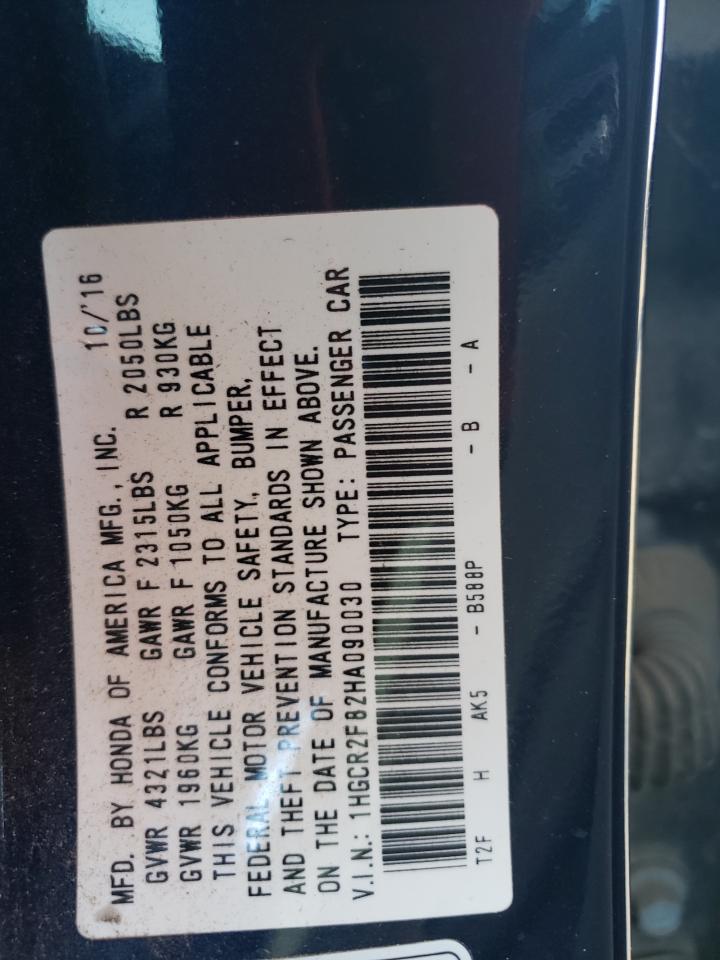 MFD. BY HONDA OF AMERICA MFG., INC. 10/'16
GVWR 4321LBS GAWR F 2315LBS R 2050LBS
GVWR 1960KG GAWR F 1050KG R 930KG
THIS VEHICLE CONFORMS TO ALL APPLICABLE
FEDERAL MOTOR VEHICLE SAFETY, BUMPER,
AND THEFT PREVENTION STANDARDS IN EFFECT
ON THE DATE OF MANUFACTURE SHOWN ABOVE.
V.I.N.: 1HGCR2F82HA090030 TYPE: PASSENGER CAR
T2F H AK5 - B588P - B - A